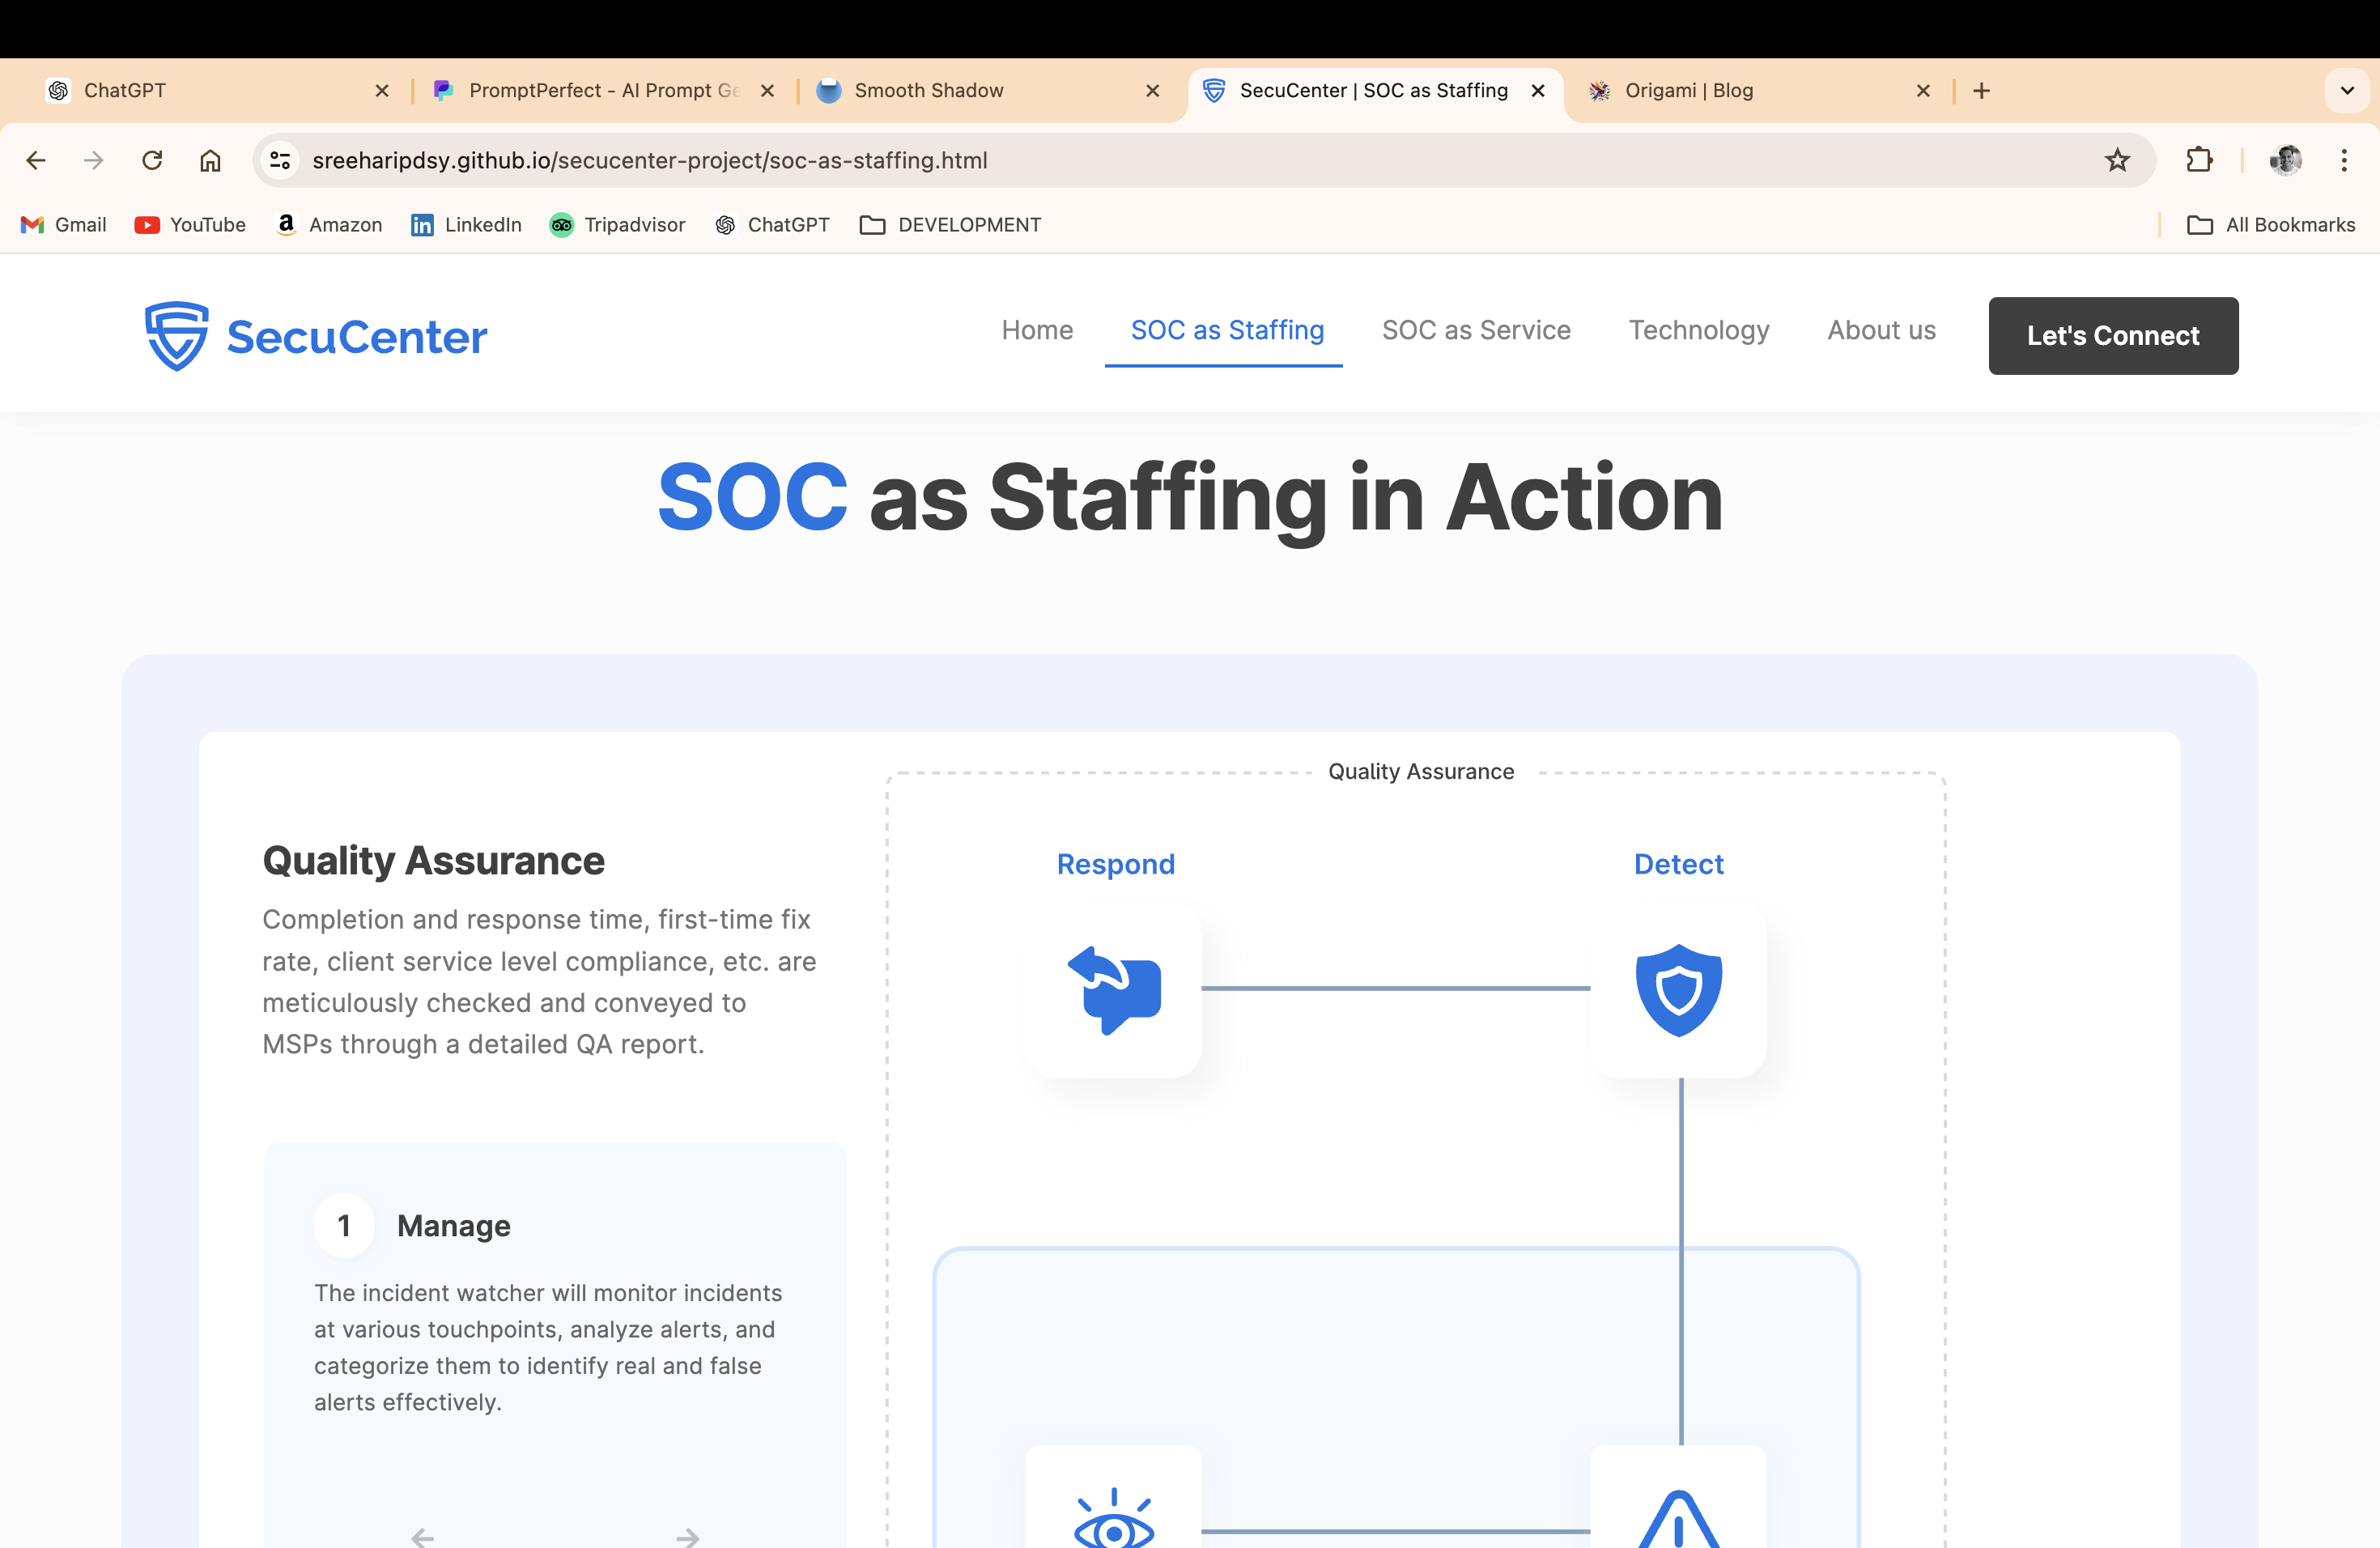 ChatGPT
PromptPerfect - AI Prompt Ge
Smooth Shadow
SecuCenter | SOC as Staffing
Origami | Blog
sreeharipdsy.github.io/secucenter-project/soc-as-staffing.html
Gmail
YouTube
Amazon
LinkedIn
Tripadvisor
ChatGPT
DEVELOPMENT
All Bookmarks
SecuCenter
Home
SOC as Staffing
SOC as Service
Technology
About us
Let's Connect
SOC as Staffing in Action
Quality Assurance
Completion and response time, first-time fix
rate, client service level compliance, etc. are
meticulously checked and conveyed to
MSPs through a detailed QA report.
1 Manage
The incident watcher will monitor incidents
at various touchpoints, analyze alerts, and
categorize them to identify real and false
alerts effectively.
Quality Assurance
Respond
Detect